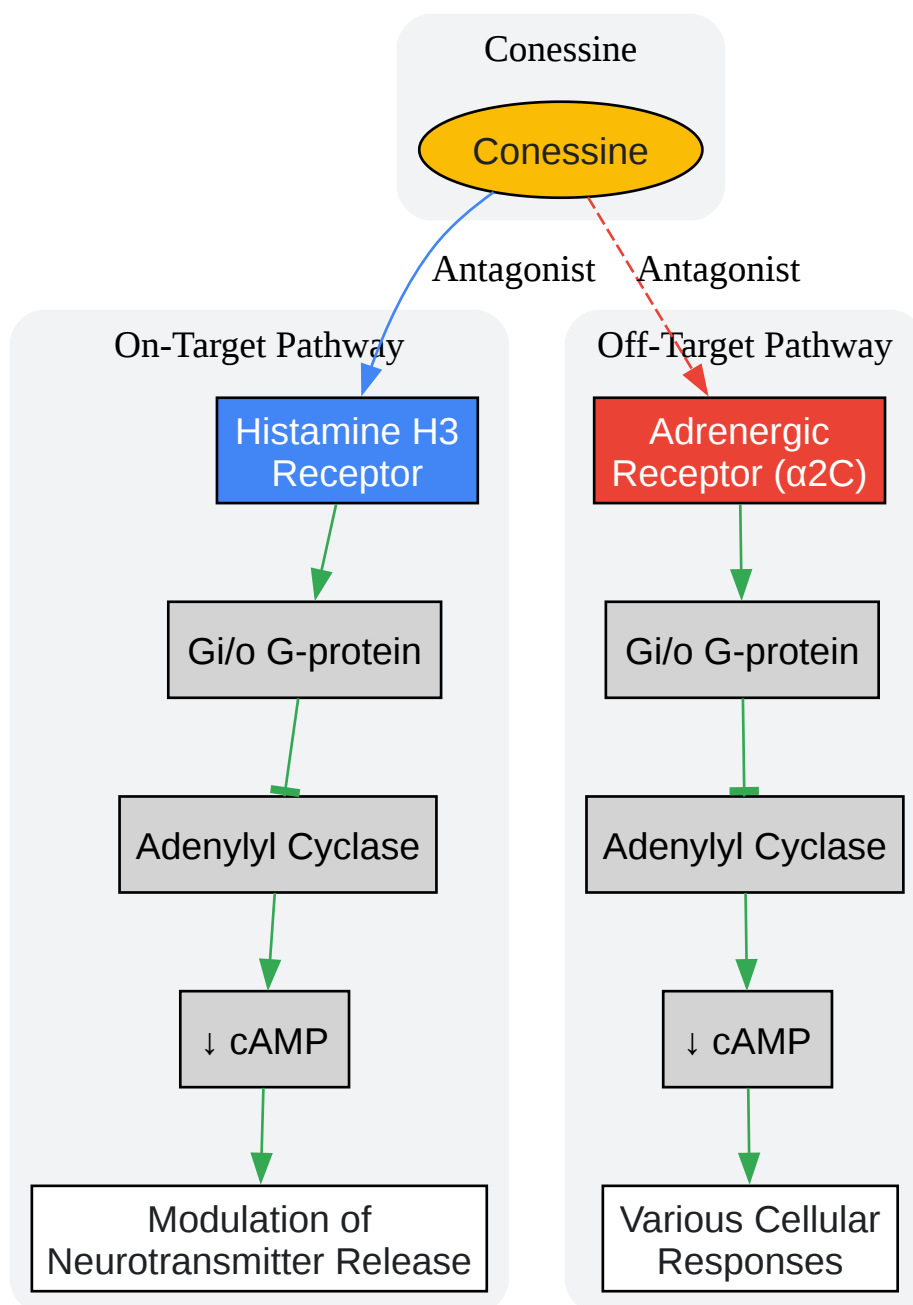 Conessine
Conessine
Antagonist
Antagonist
On-Target Pathway
Off-Target Pathway
Histamine H3
Receptor
Adrenergic
Receptor (α2C)
Gi/o G-protein
Gi/o G-protein
Adenylyl Cyclase
Adenylyl Cyclase
↓ cAMP
↓ cAMP
Modulation of
Neurotransmitter Release
Various Cellular
Responses